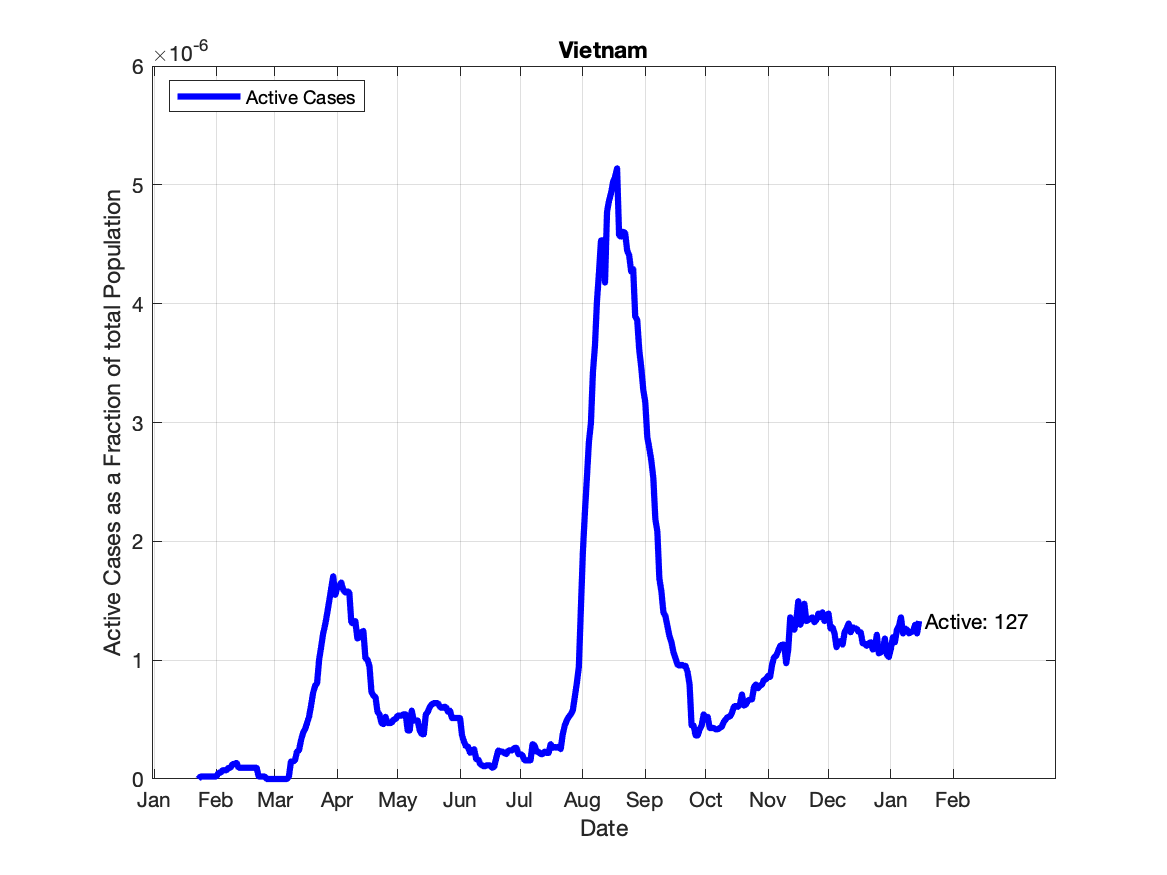 Vietnam
×10-6
Active Cases
6
5
4
3
2
1
0
Active Cases as a Fraction of total Population
Active: 127
Jan Feb Mar Apr May Jun Jul Aug Sep Oct Nov Dec Jan Feb
Date